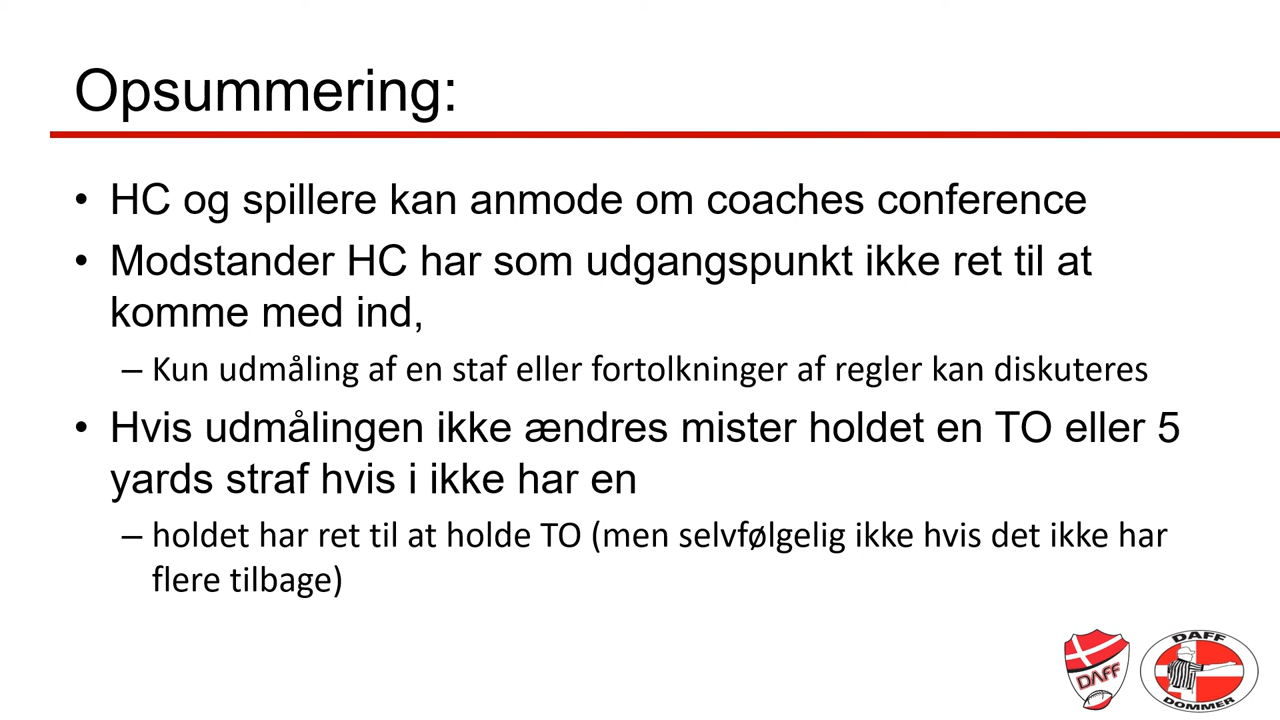 Opsummering:
• HC og spillere kan anmode om coaches conference
• Modstander HC har som udgangspunkt ikke ret til at
komme med ind,
– Kun udmåling af en staf eller fortolkninger af regler kan diskuteres
• Hvis udmålingen ikke ændres mister holdet en TO eller 5
yards straf hvis i ikke har en
– holdet har ret til at holde TO (men selvfølgelig ikke hvis det ikke har
flere tilbage)
DAFF
DAFF
DOMMER